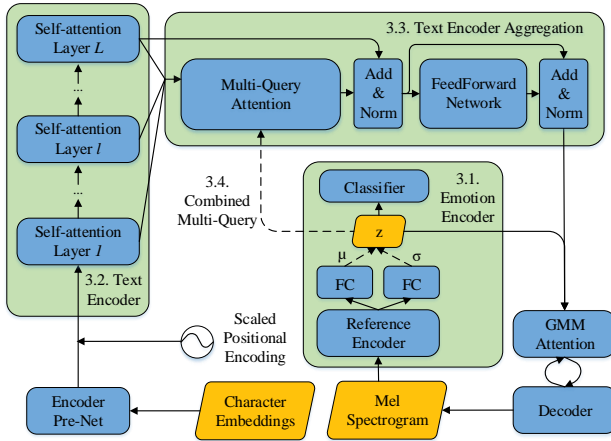 Self-attention
Layer L
...
Self-attention
Layer l
...
Self-attention
Layer 1
3.2. Text
Encoder
3.3. Text Encoder Aggregation
Multi-Query
Attention
Add
&
Norm
FeedForward
Network
Add
&
Norm
3.4.
Combined
Multi-Query
3.1.
Emotion
Encoder
Classifier
z
μ
σ
FC
FC
Reference
Encoder
Scaled
Positional
Encoding
GMM
Attention
Encoder
Pre-Net
Character
Embeddings
Mel
Spectrogram
Decoder